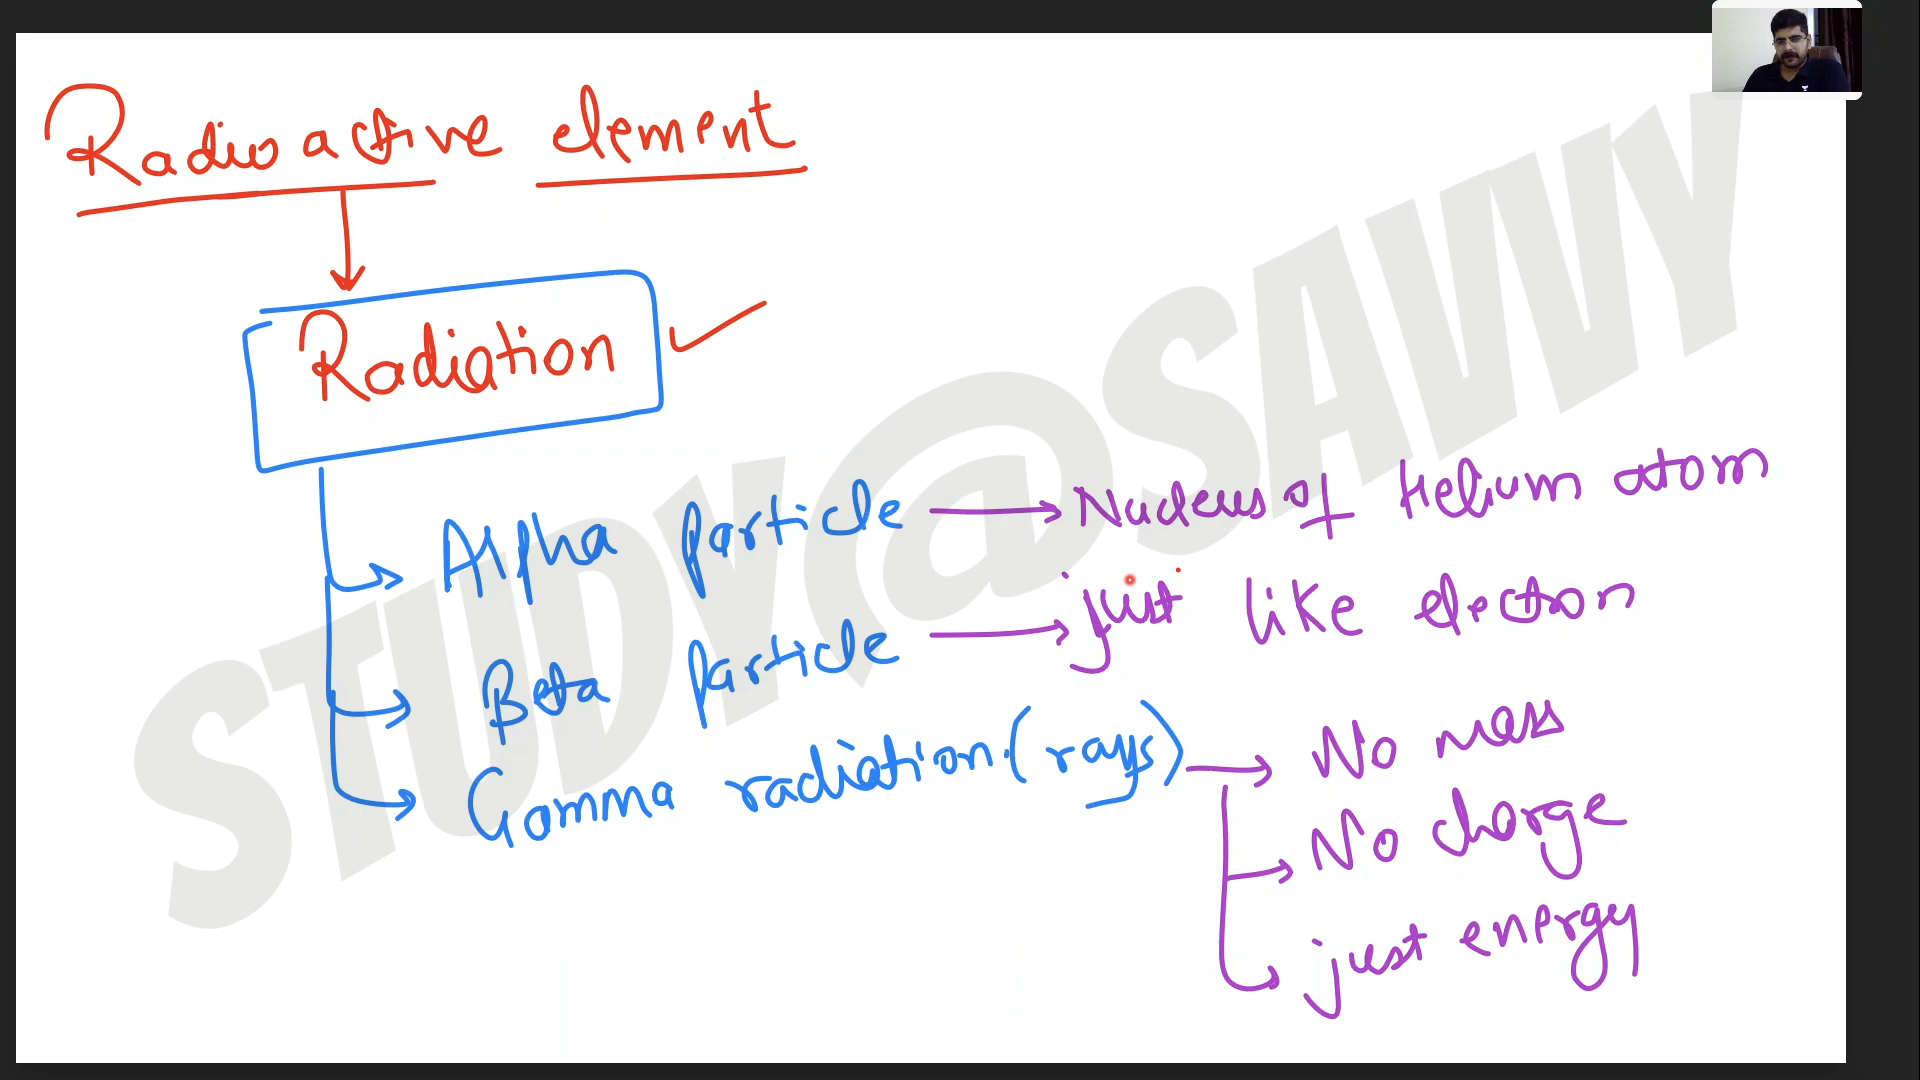 Radioactive element
Radiation
Alpha particle → Nucleus of Helium atom
Beta particle → just like electron
Gamma radiation (rays) → No mass
No charge
just energy
STUDY@SAVVY